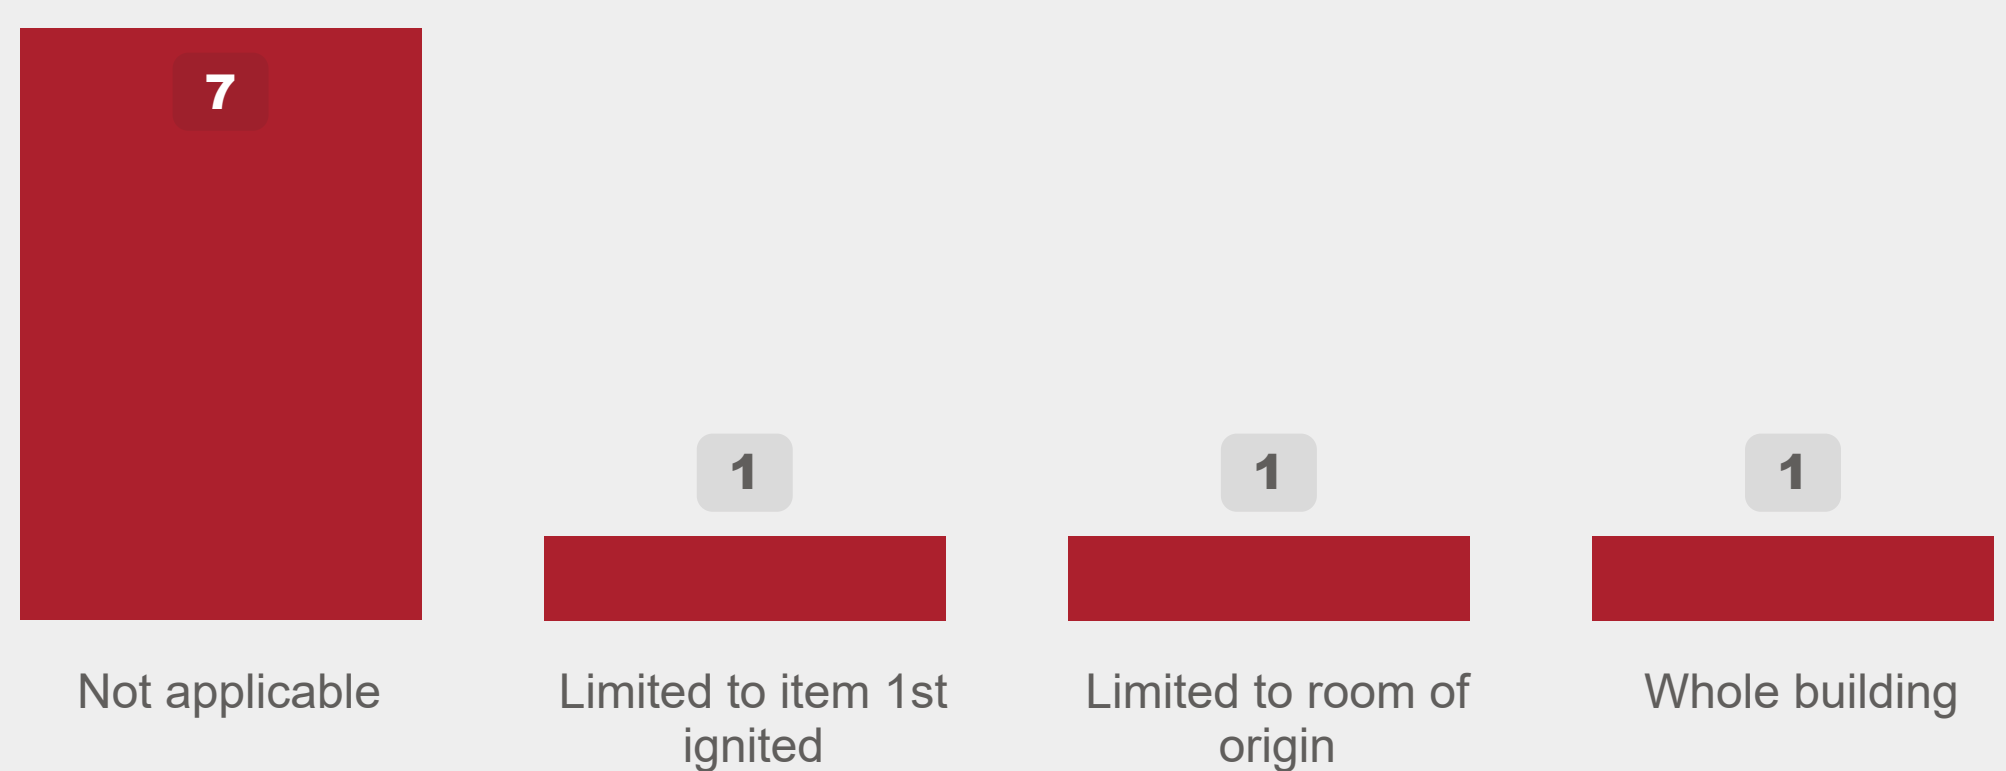 7
1
1
1
Not applicable
Limited to item 1st
ignited
Limited to room of
origin
Whole building